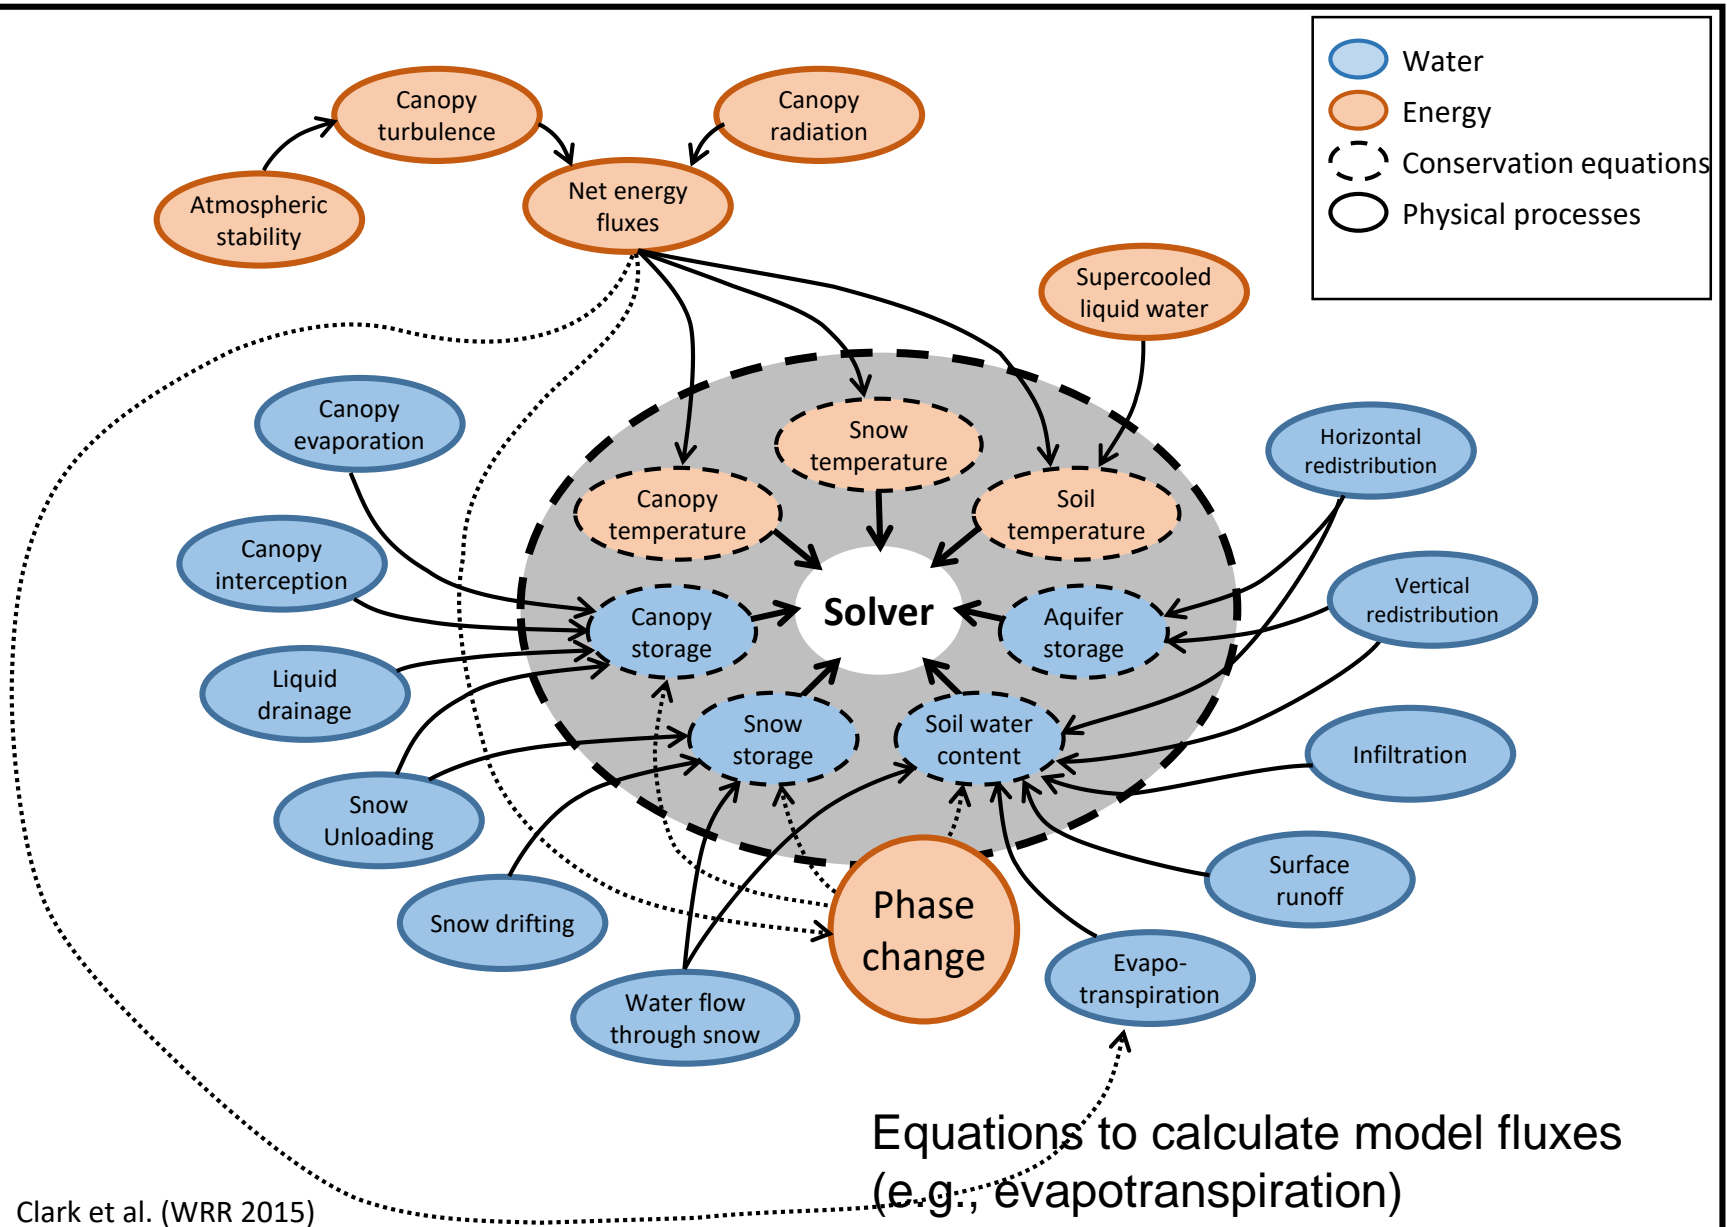 Water
Energy
Conservation equations
Physical processes
Canopy
turbulence
Canopy
radiation
Atmospheric
stability
Net energy
fluxes
Supercooled
liquid water
Canopy
evaporation
Snow
temperature
Horizontal
redistribution
Canopy
temperature
Soil
temperature
Canopy
interception
Solver
Canopy
storage
Aquifer
storage
Vertical
redistribution
Liquid
drainage
Snow
storage
Soil water
content
Infiltration
Snow
Unloading
Surface
runoff
Snow drifting
Phase
change
Evapo-
transpiration
Water flow
through snow
Equations to calculate model fluxes
(e.g., evapotranspiration)
Clark et al. (WRR 2015)